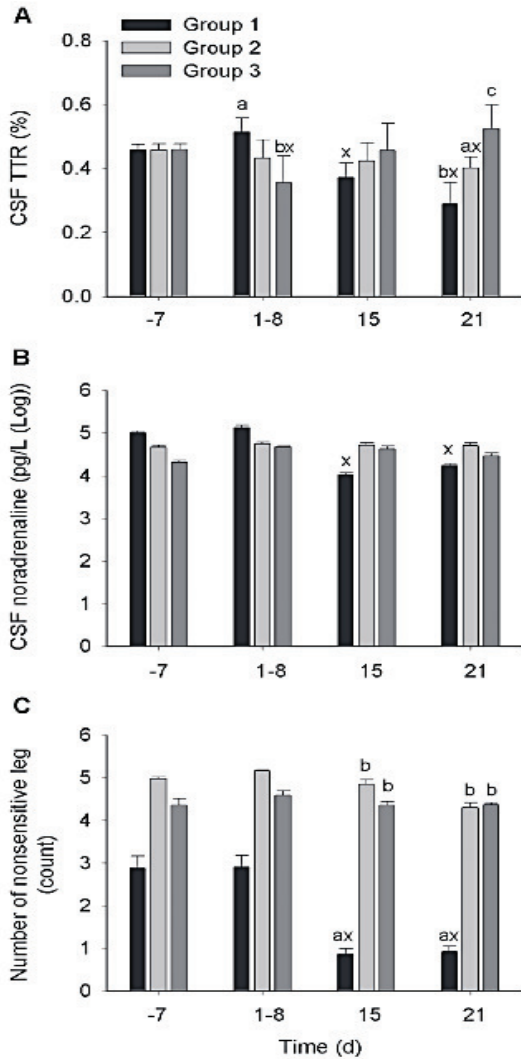 A
Group 1
Group 2
Group 3
CSF TTR (%)
0.8
0.6
0.4
0.2
0.0
a
bx
x
bx
ax
c
-7 1-8 15 21
B
CSF noradrenaline (pg/L (Log))
6
5
4
3
2
1
0
x
x
-7 1-8 15 21
C
Number of nonsensitive leg
(count)
6
5
4
3
2
1
0
ax
b
b
ax
b
b
-7 1-8 15 21
Time (d)